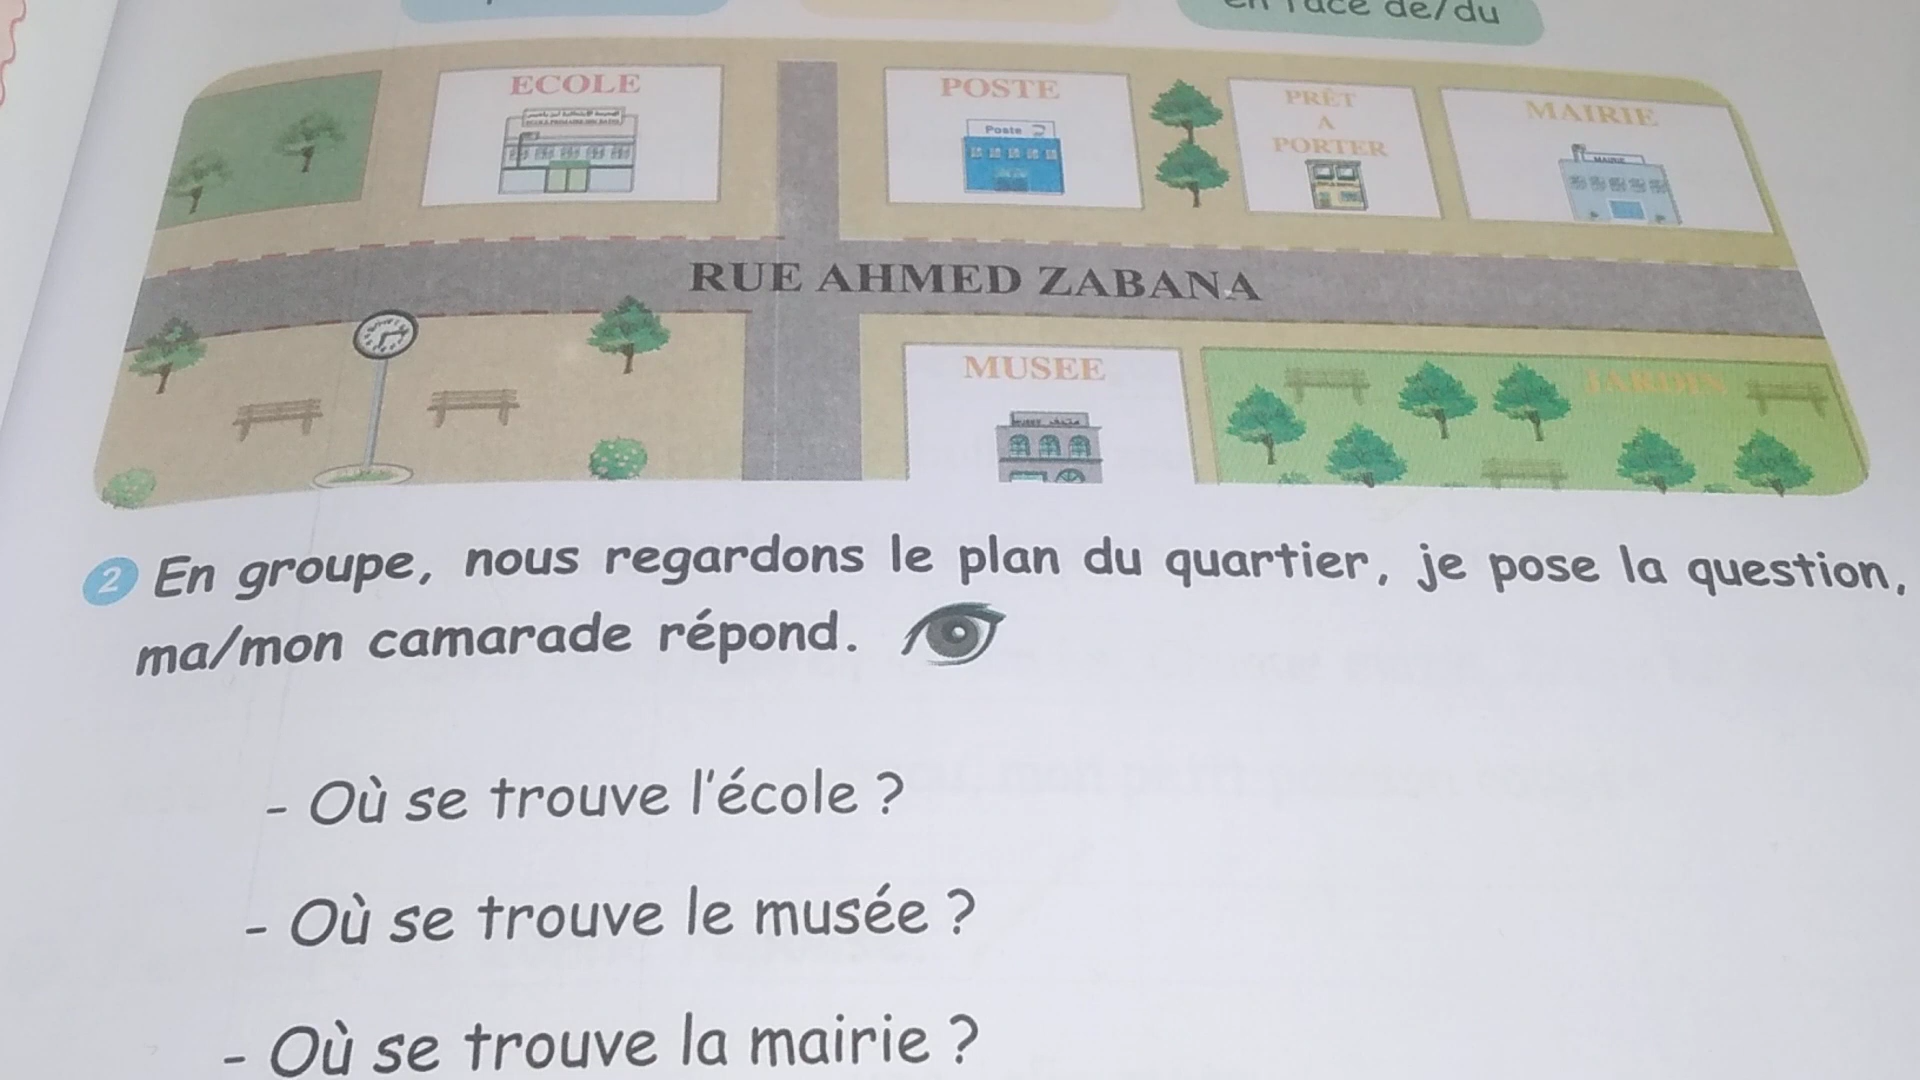 en face de/du
ECOLE
POSTE
Poste
PRÊT
A
PORTER
MAIRIE
MAIRIE
RUE AHMED ZABANA
MUSEE
JARDIN
2 En groupe, nous regardons le plan du quartier, je pose la question,
ma/mon camarade répond.
- Où se trouve l'école ?
- Où se trouve le musée ?
- Où se trouve la mairie ?